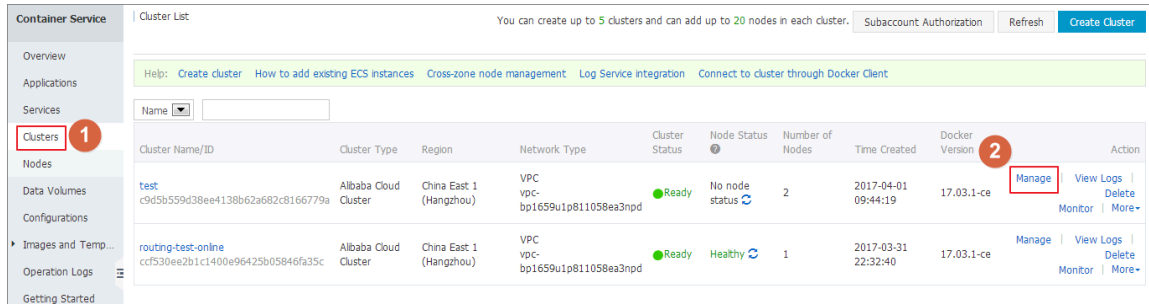 Container Service
Cluster List
You can create up to 5 clusters and can add up to 20 nodes in each cluster.
Subaccount Authorization
Refresh
Create Cluster
Overview
Applications
Services
Clusters
1
Nodes
Data Volumes
Configurations
Images and Temp...
Operation Logs
Getting Started
Help: Create cluster How to add existing ECS instances Cross-zone node management Log Service integration Connect to cluster through Docker Client
Name
Cluster Name/ID
Cluster Type
Region
Network Type
Cluster Status
Node Status
Number of Nodes
Time Created
Docker Version
2
Action
test
c9d5b559d38ee4138b62a682c8166779a
Alibaba Cloud Cluster
China East 1 (Hangzhou)
VPC
vpc-
bp1659u1p811058ea3npd
Ready
No node status
2
2017-04-01 09:44:19
17.03.1-ce
Manage
View Logs
Delete
Monitor
More
routing-test-online
ccf530ee2b1c1400e96425b05846fa35c
Alibaba Cloud Cluster
China East 1 (Hangzhou)
VPC
vpc-
bp1659u1p811058ea3npd
Ready
Healthy
1
2017-03-31 22:32:40
17.03.1-ce
Manage
View Logs
Delete
Monitor
More